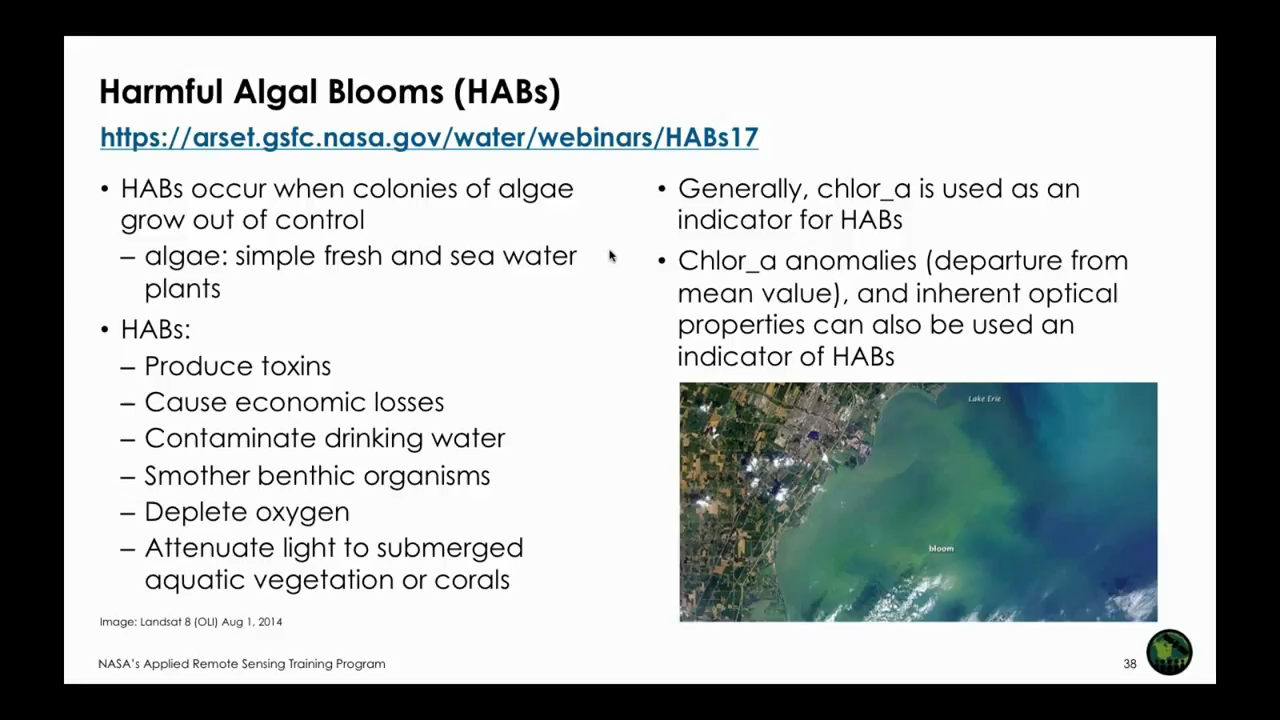 Harmful Algal Blooms (HABs)
https://arset.gsfc.nasa.gov/water/webinars/HABs17
• HABs occur when colonies of algae
grow out of control
– algae: simple fresh and sea water
plants
• HABs:
– Produce toxins
– Cause economic losses
– Contaminate drinking water
– Smother benthic organisms
– Deplete oxygen
– Attenuate light to submerged
aquatic vegetation or corals
• Generally, chlor_a is used as an
indicator for HABs
• Chlor_a anomalies (departure from
mean value), and inherent optical
properties can also be used an
indicator of HABs
Lake Erie
bloom
Image: Landsat 8 (OLI) Aug 1, 2014
NASA's Applied Remote Sensing Training Program
38